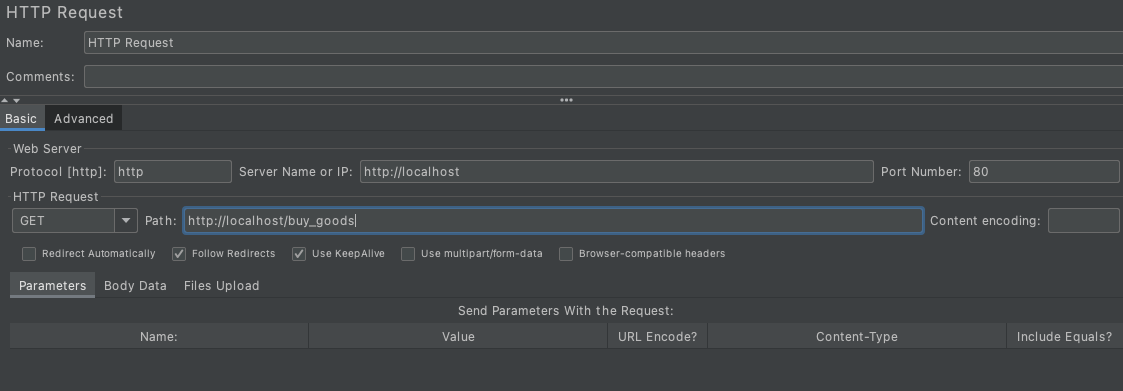 HTTP Request
Name: HTTP Request
Comments:
Basic Advanced
Web Server
Protocol [http]: http Server Name or IP: http://localhost Port Number: 80
HTTP Request
GET Path: http://localhost/buy_goods Content encoding:
Redirect Automatically Follow Redirects Use KeepAlive Use multipart/form-data Browser-compatible headers
Parameters Body Data Files Upload
Send Parameters With the Request:
Name: Value URL Encode? Content-Type Include Equals?